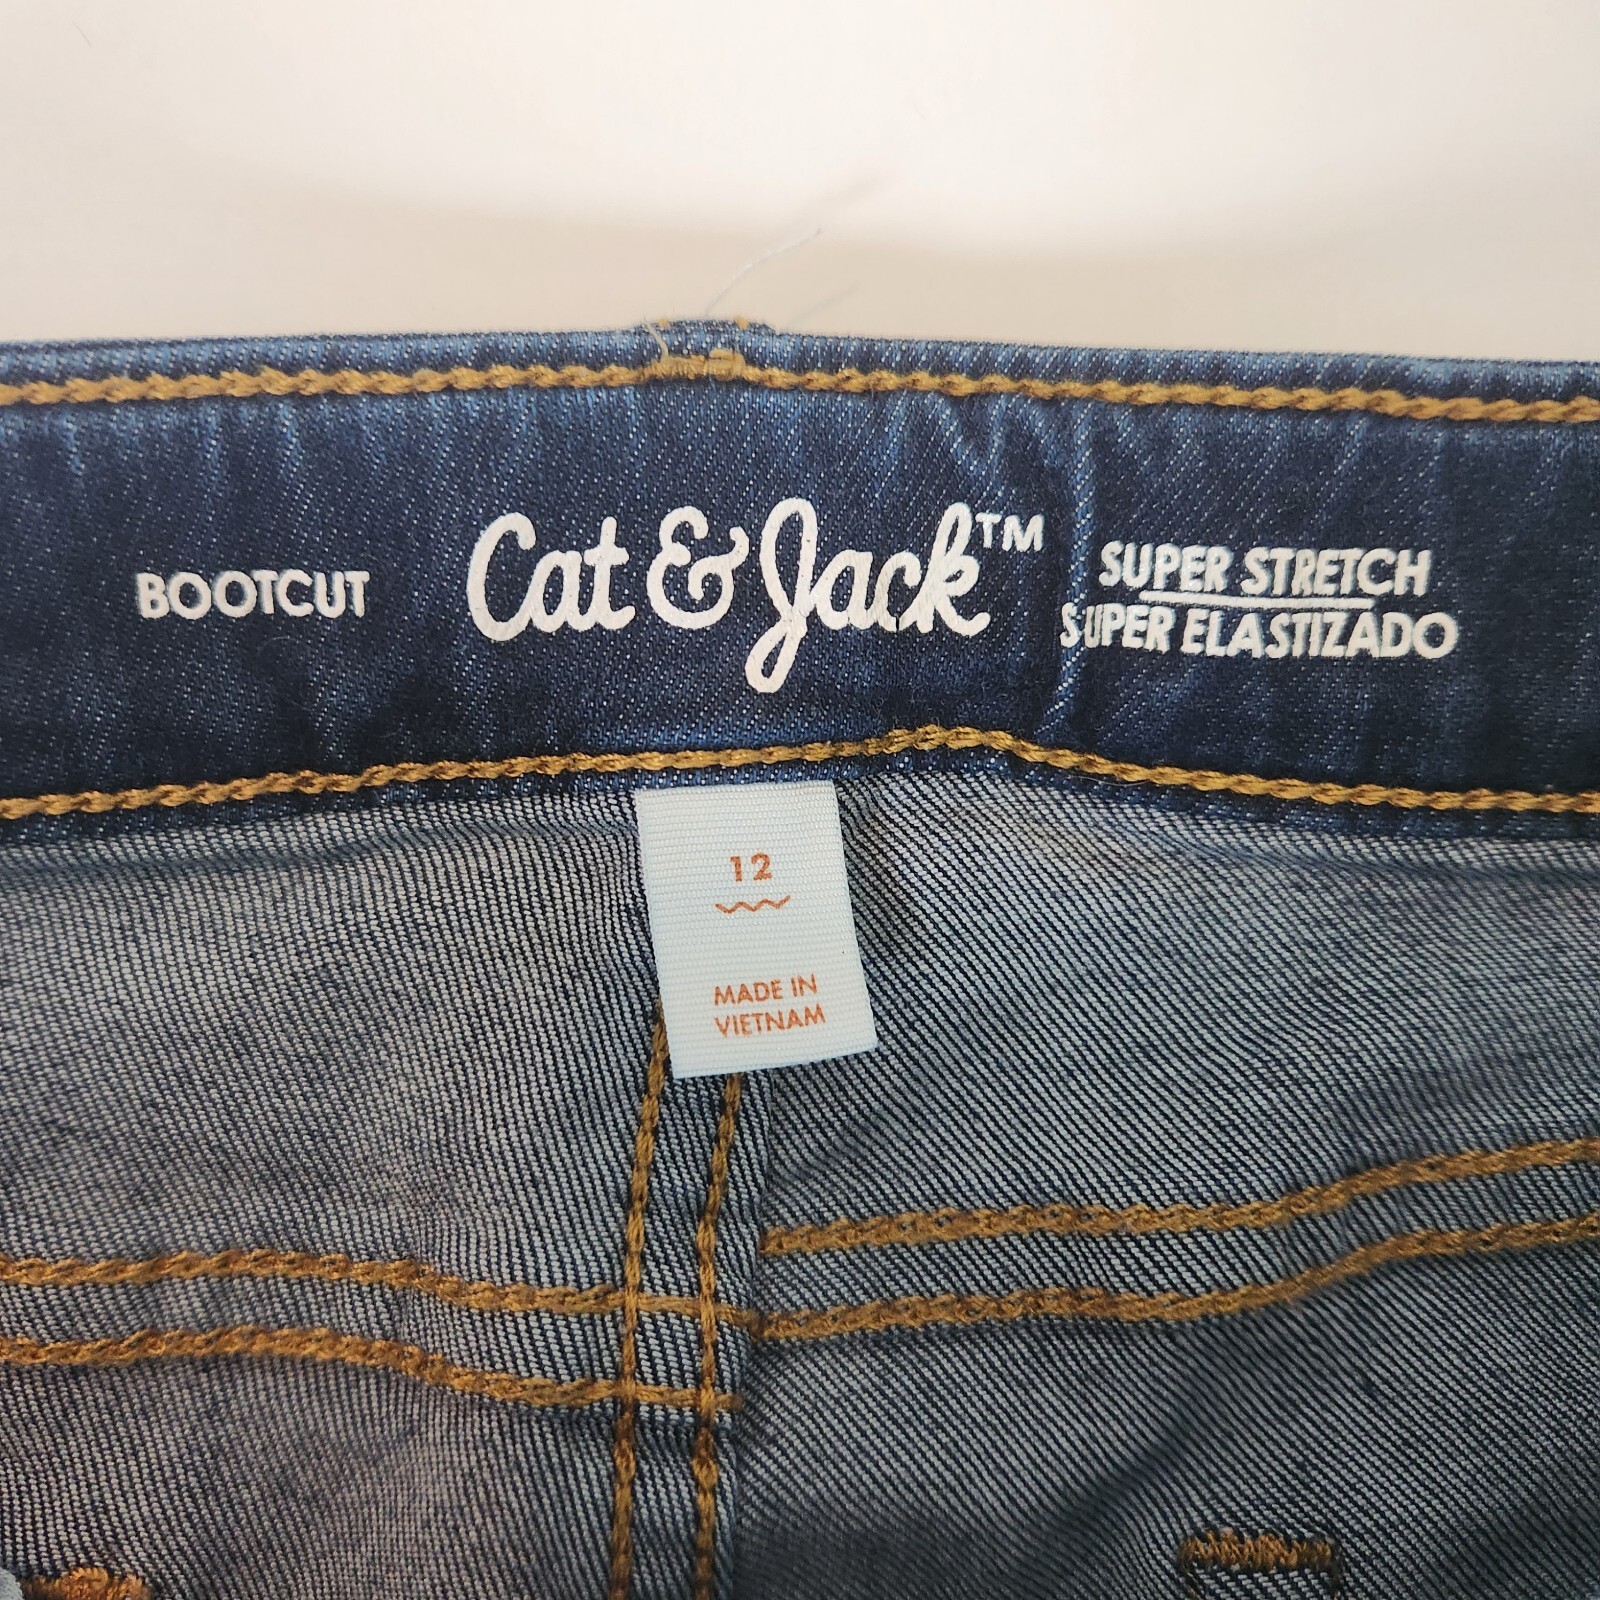 BOOTCUT
Cat & Jack™
SUPER STRETCH
SUPER ELASTIZADO
12
MADE IN
VIETNAM